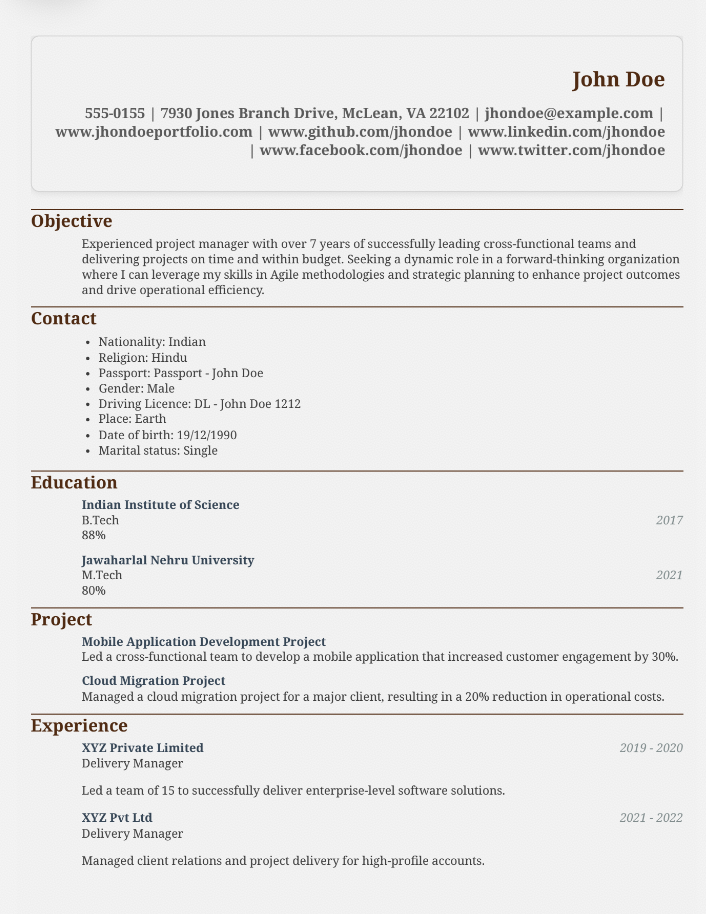 John Doe
555-0155 | 7930 Jones Branch Drive, McLean, VA 22102 | jhondoe@example.com |
www.jhondoeportfolio.com | www.github.com/jhondoe | www.linkedin.com/jhondoe
| www.facebook.com/jhondoe | www.twitter.com/jhondoe
Objective
Experienced project manager with over 7 years of successfully leading cross-functional teams and
delivering projects on time and within budget. Seeking a dynamic role in a forward-thinking organization
where I can leverage my skills in Agile methodologies and strategic planning to enhance project outcomes
and drive operational efficiency.
Contact
• Nationality: Indian
• Religion: Hindu
• Passport: Passport - John Doe
• Gender: Male
• Driving Licence: DL - John Doe 1212
• Place: Earth
• Date of birth: 19/12/1990
• Marital status: Single
Education
Indian Institute of Science
B.Tech 2017
88%
Jawaharlal Nehru University
M.Tech 2021
80%
Project
Mobile Application Development Project
Led a cross-functional team to develop a mobile application that increased customer engagement by 30%.
Cloud Migration Project
Managed a cloud migration project for a major client, resulting in a 20% reduction in operational costs.
Experience
XYZ Private Limited 2019 - 2020
Delivery Manager
Led a team of 15 to successfully deliver enterprise-level software solutions.
XYZ Pvt Ltd 2021 - 2022
Delivery Manager
Managed client relations and project delivery for high-profile accounts.